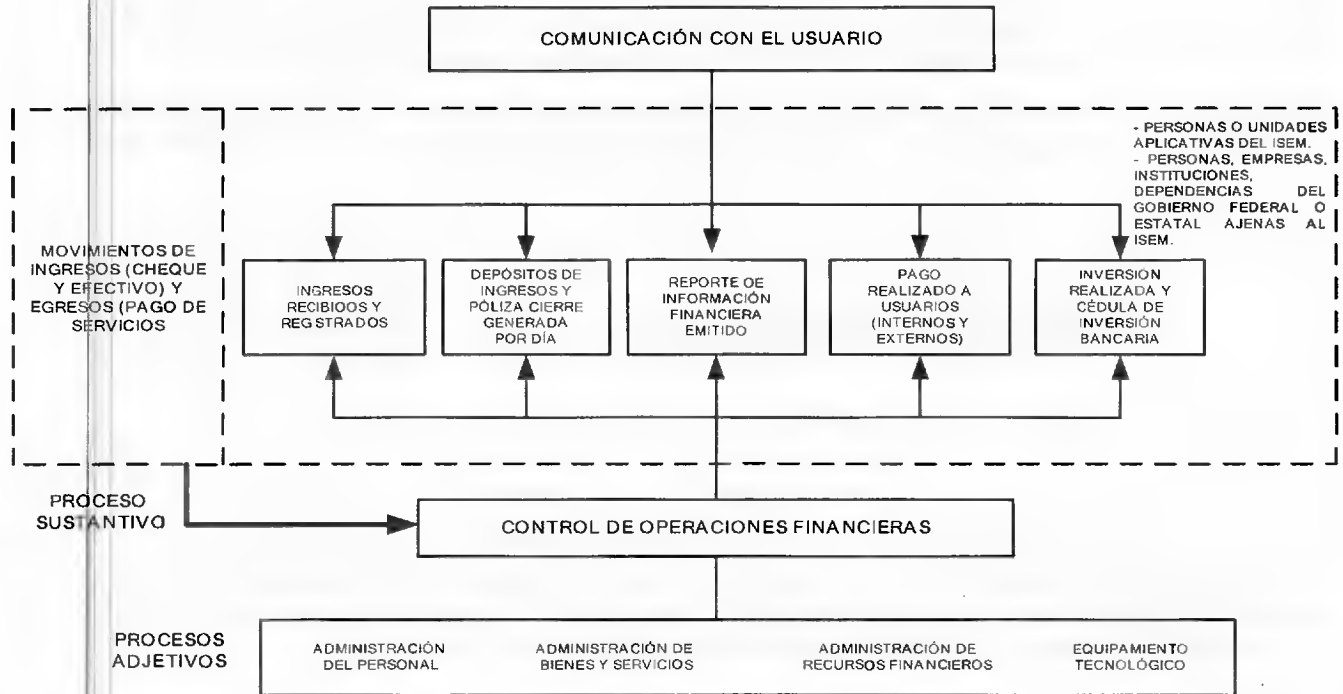 COMUNICACIÓN CON EL USUARIO
- PERSONAS O UNIDADES
APLICATIVAS DEL ISEM.
- PERSONAS, EMPRESAS,
INSTITUCIONES,
DEPENDENCIAS DEL
GOBIERNO FEDERAL O
ESTATAL AJENAS AL
ISEM.
MOVIMIENTOS DE
INGRESOS (CHEQUE
Y EFECTIVO) Y
EGRESOS (PAGO DE
SERVICIOS
INGRESOS
RECIBIDOS Y
REGISTRADOS
DEPÓSITOS DE
INGRESOS Y
PÓLIZA CIERRE
GENERADA
POR DÍA
REPORTE DE
INFORMACIÓN
FINANCIERA
EMITIDO
PAGO
REALIZADO A
USUARIOS
(INTERNOS Y
EXTERNOS)
INVERSIÓN
REALIZADA Y
CÉDULA DE
INVERSIÓN
BANCARIA
PROCESO
SUSTANTIVO
CONTROL DE OPERACIONES FINANCIERAS
PROCESOS
ADJETIVOS
ADMINISTRACIÓN
DEL PERSONAL
ADMINISTRACIÓN DE
BIENES Y SERVICIOS
ADMINISTRACIÓN DE
RECURSOS FINANCIEROS
EQUIPAMIENTO
TECNOLÓGICO